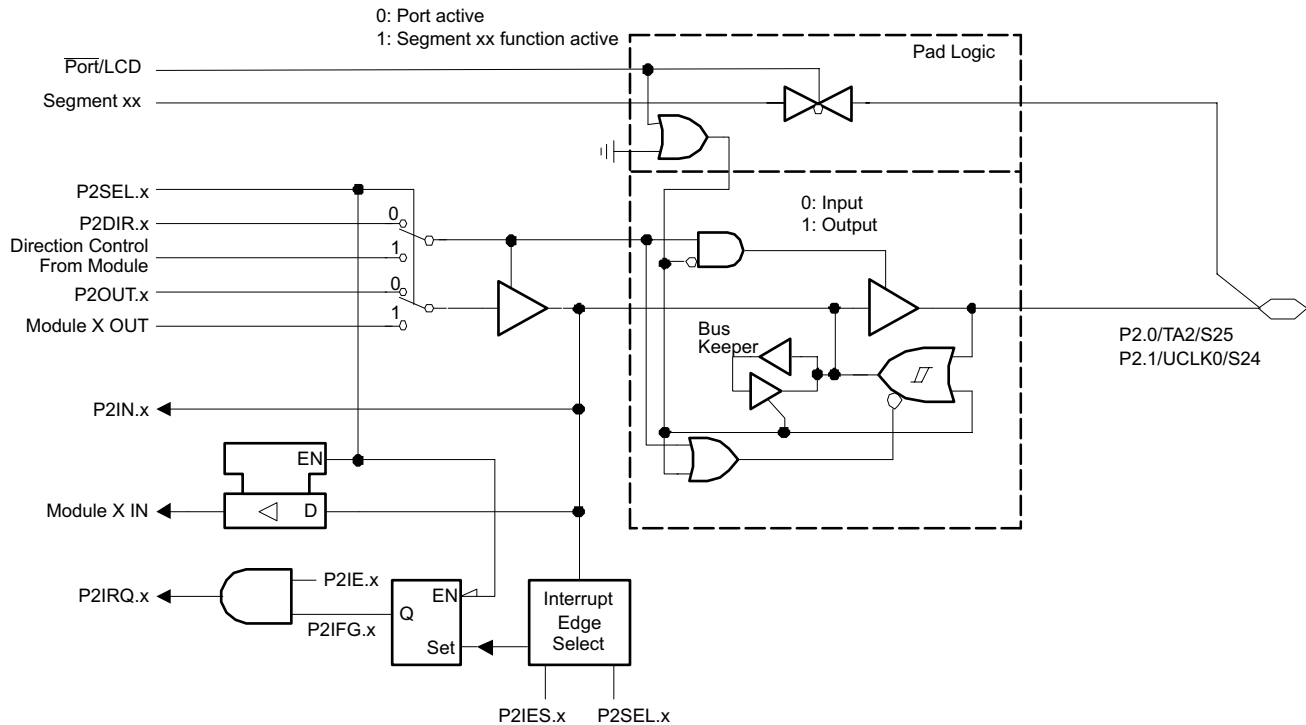 0: Port active
1: Segment xx function active
Pad Logic
Port/LCD
Segment xx
P2SEL.x
P2DIR.x
0
Direction Control
From Module
1
P2OUT.x
0
Module X OUT
1
0: Input
1: Output
Bus
Keeper
P2.0/TA2/S25
P2.1/UCLK0/S24
P2IN.x
EN
Module X IN
D
P2IRQ.x
P2IE.x
P2IFG.x
EN
Q
Set
Interrupt
Edge
Select
P2IES.x
P2SEL.x